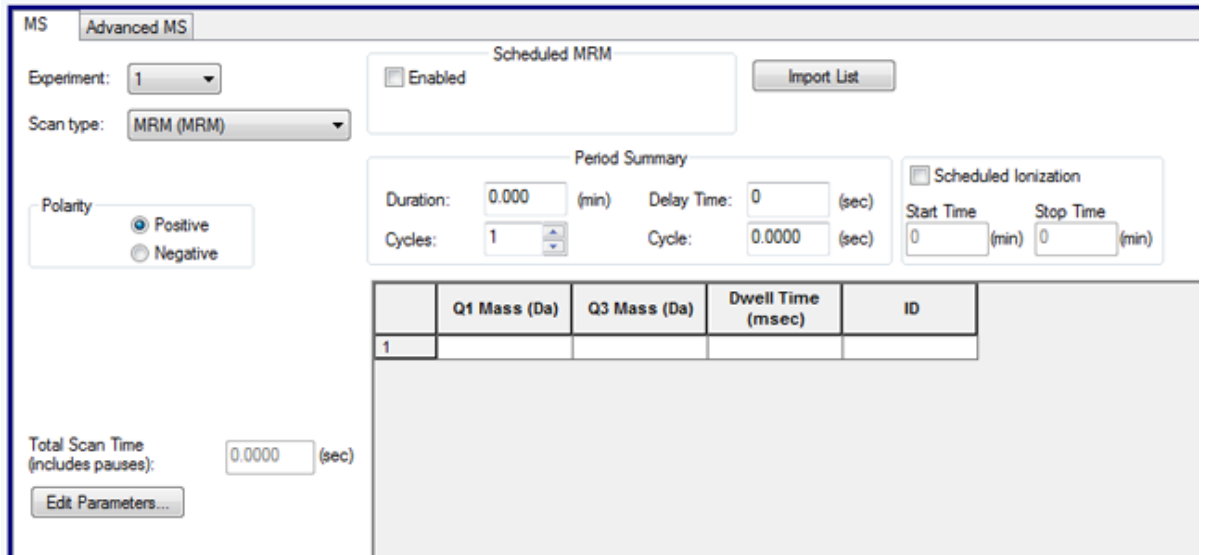 MS Advanced MS
Experiment: 1
Scan type: MRM (MRM)
Scheduled MRM
Enabled
Import List
Polarity
Positive
Negative
Period Summary
Duration: 0.000 (min) Delay Time: 0 (sec)
Cycles: 1 Cycle: 0.0000 (sec)
Scheduled Ionization
Start Time Stop Time
0 (min) 0 (min)
Q1 Mass (Da) Q3 Mass (Da) Dwell Time (msec) ID
1
Total Scan Time
(includes pauses): 0.0000 (sec)
Edit Parameters...